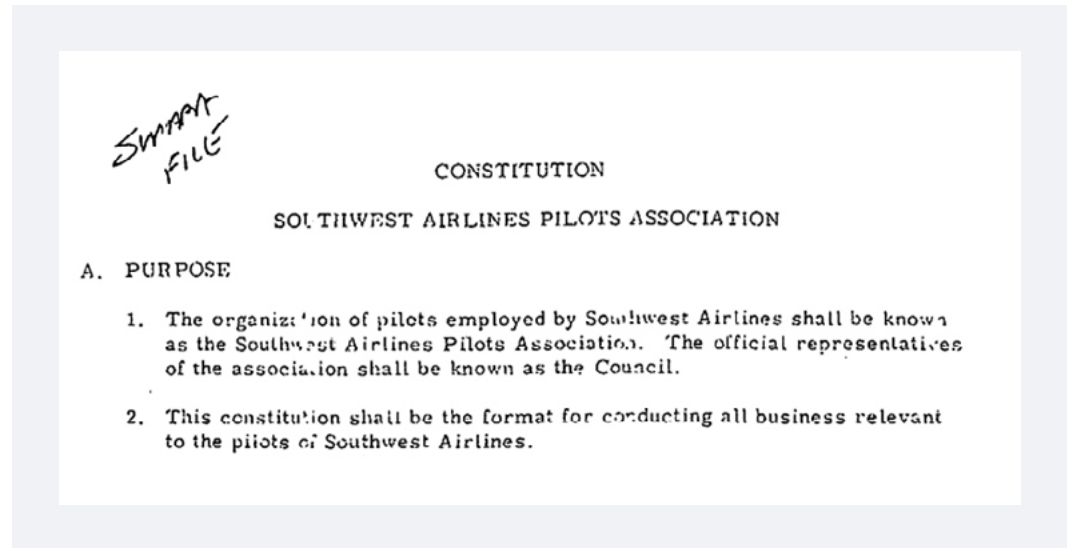 SMART
FILE
CONSTITUTION
SOUTHWEST AIRLINES PILOTS ASSOCIATION
A. PURPOSE
1. The organization of pilots employed by Southwest Airlines shall be known
as the Southwest Airlines Pilots Association. The official representatives
of the association shall be known as the Council.
2. This constitution shall be the format for conducting all business relevant
to the pilots of Southwest Airlines.